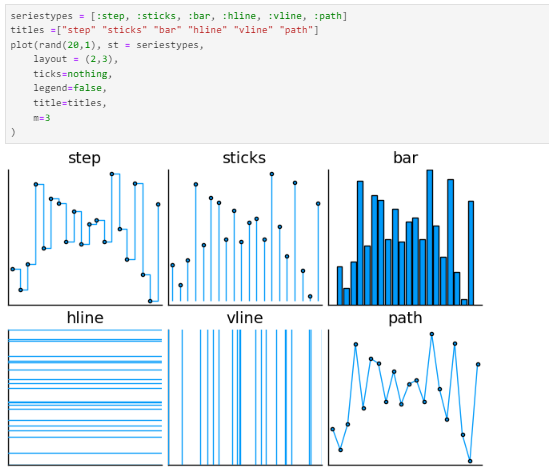 seriestypes = [:step, :sticks, :bar, :hline, :vline, :path]
titles =["step" "sticks" "bar" "hline" "vline" "path"]
plot(rand(20,1), st = seriestypes,
    layout = (2,3),
    ticks=nothing,
    legend=false,
    title=titles,
    m=3
)
step sticks bar
hline vline path